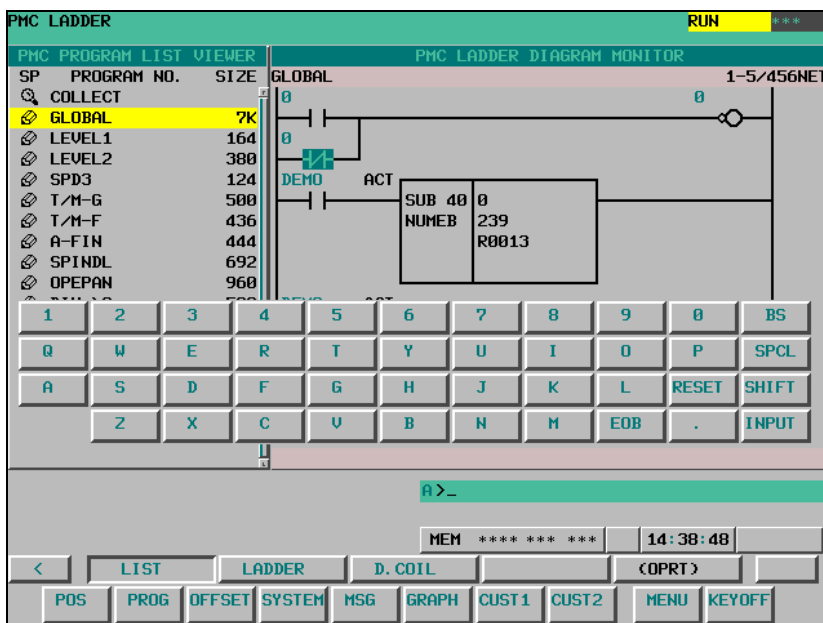 PMC LADDER RUN ***
PMC PROGRAM LIST VIEWER PMC LADDER DIAGRAM MONITOR
SP PROGRAM NO. SIZE GLOBAL 1-5/456NET
COLLECT 0 0
GLOBAL 7K
LEVEL1 164 0
LEVEL2 380
SPD3 124 DEMO ACT
T/M-G 500 SUB 40 0
T/M-F 436 NUMEB 239
A-FIN 444 R0013
SPINDL 692
OPEPAN 960
1 2 3 4 5 6 7 8 9 0 BS
Q W E R T Y U I O P SPCL
A S D F G H J K L RESET SHIFT
Z X C V B N M EOB . INPUT
A>_
MEM **** *** *** 14:38:48
< LIST LADDER D.COIL (OPRT)
POS PROG OFFSET SYSTEM MSG GRAPH CUST1 CUST2 MENU KEYOFF